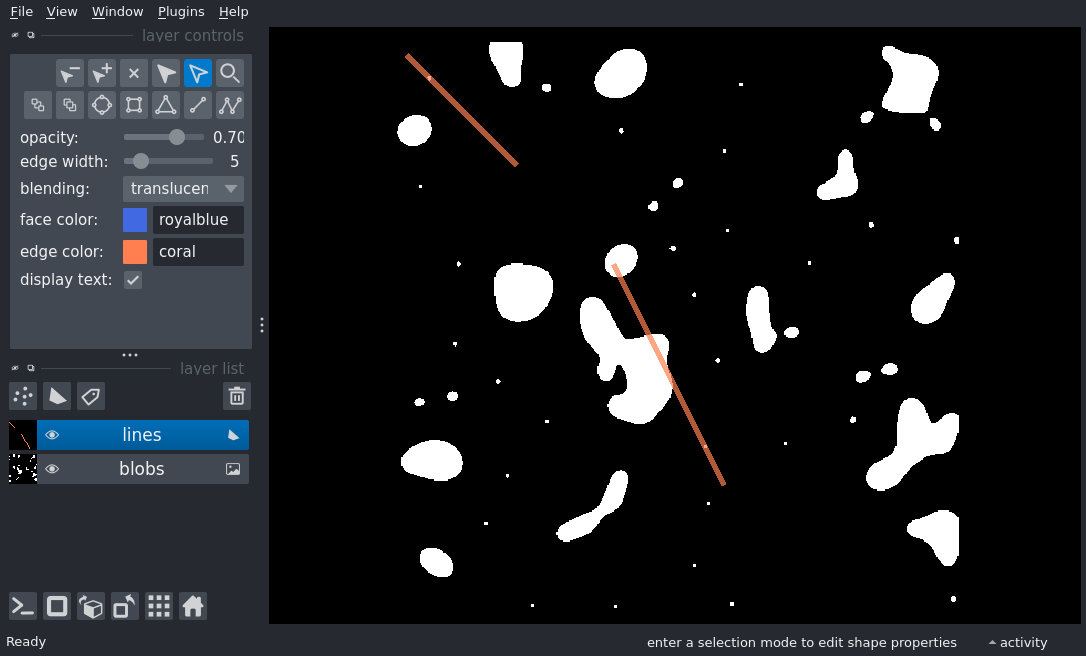 File View Window Plugins Help
layer controls
opacity: 0.70
edge width: 5
blending: translucen
face color: royalblue
edge color: coral
display text:
layer list
lines
blobs
Ready enter a selection mode to edit shape properties activity